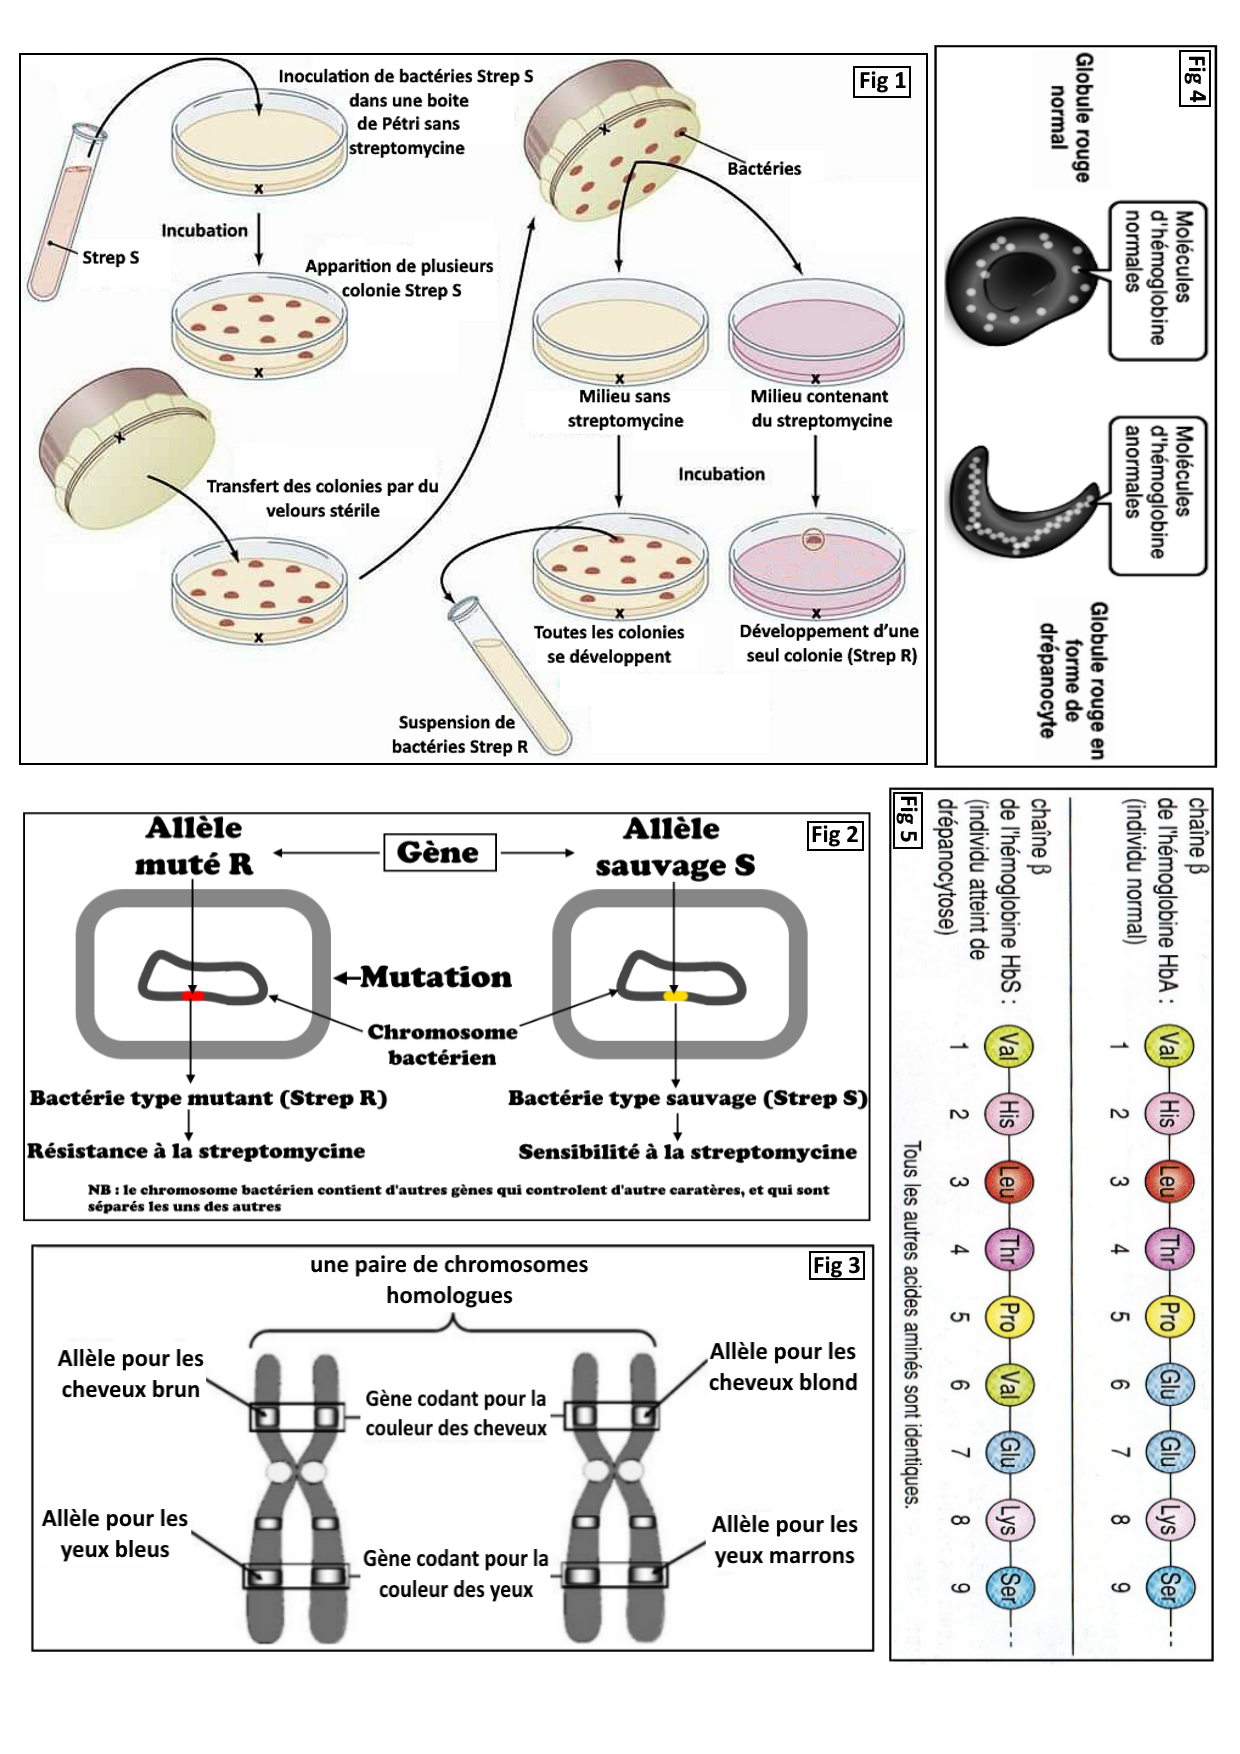 Fig 1
Inoculation de bactéries Strep S
dans une boite
de Pétri sans
streptomycine
x
Strep S
Incubation
Apparition de plusieurs
colonie Strep S
x
x
Transfert des colonies par du
velours stérile
x
x
Bactéries
x
x
Milieu sans
streptomycine
Milieu contenant
du streptomycine
Incubation
x
x
Toutes les colonies
se développent
Développement d’une
seul colonie (Strep R)
Suspension de
bactéries Strep R
Fig 4
Globule rouge
normal
Molécules
d'hémoglobine
normales
Molécules
d'hémoglobine
anormales
Globule rouge en
forme de
drépanocyte
Fig 2
Allèle
muté R
Gène
Allèle
sauvage S
Mutation
Chromosome
bactérien
Bactérie type mutant (Strep R)
Bactérie type sauvage (Strep S)
Résistance à la streptomycine
Sensibilité à la streptomycine
NB : le chromosome bactérien contient d'autres gènes qui controlent d'autre caratères, et qui sont
séparés les uns des autres
Fig 3
une paire de chromosomes
homologues
Allèle pour les
cheveux brun
Gène codant pour la
couleur des cheveux
Allèle pour les
cheveux blond
Allèle pour les
yeux bleus
Gène codant pour la
couleur des yeux
Allèle pour les
yeux marrons
Fig 5
chaîne β
de l'hémoglobine HbA :
(individu normal)
Val His Leu Thr Pro Glu Glu Lys Ser
1 2 3 4 5 6 7 8 9
chaîne β
de l'hémoglobine HbS :
(individu atteint de
drépanocytose)
Val His Leu Thr Pro Val Glu Lys Ser
1 2 3 4 5 6 7 8 9
Tous les autres acides aminés sont identiques.